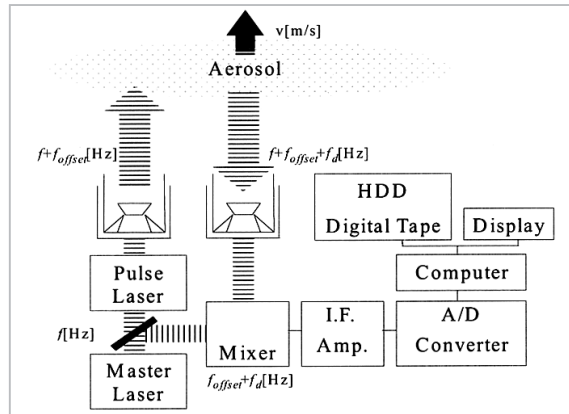 v[m/s]
Aerosol
f+f_offset[Hz]
f+f_offset+f_d[Hz]
HDD
Digital Tape
Display
Pulse
Laser
Computer
f[Hz]
Mixer
I.F.
Amp.
A/D
Converter
Master
Laser
f_offset+f_d[Hz]